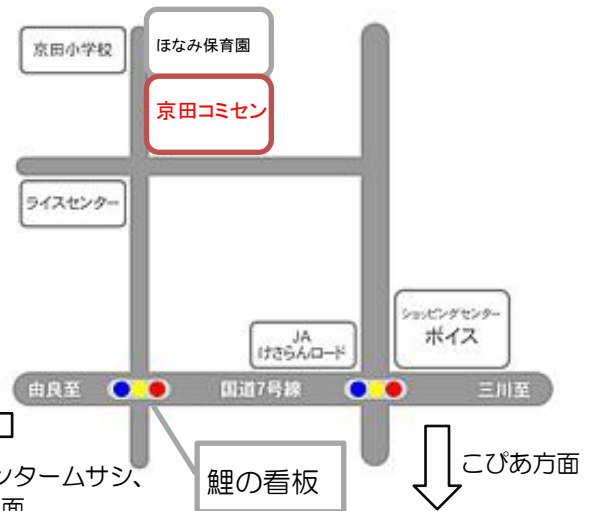 京田小学校
ほなみ保育園
京田コミセン
ライスセンター
ショッピングセンター
ボイス
JA
けさらんロード
由良至
国道7号線
三川至
鯉の看板
こぴあ方面
ンタームサシ、
面